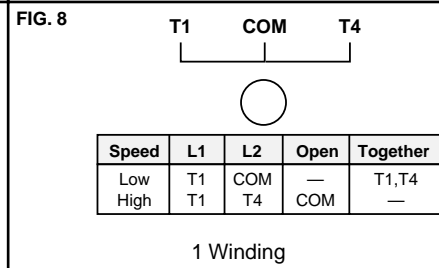 FIG. 8
T1 COM T4
Speed L1 L2 Open Together
Low T1 COM — T1,T4
High T1 T4 COM —
1 Winding